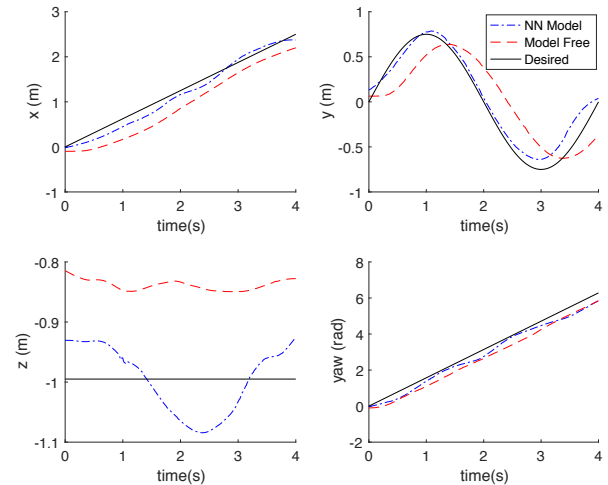 3
2
1
0
-1
x (m)
0 1 2 3 4
time(s)
1
0.5
0
-0.5
-1
y (m)
0 1 2 3 4
time(s)
NN Model
Model Free
Desired
-0.8
-0.9
-1
-1.1
z (m)
0 1 2 3 4
time(s)
8
6
4
2
0
-2
yaw (rad)
0 1 2 3 4
time(s)